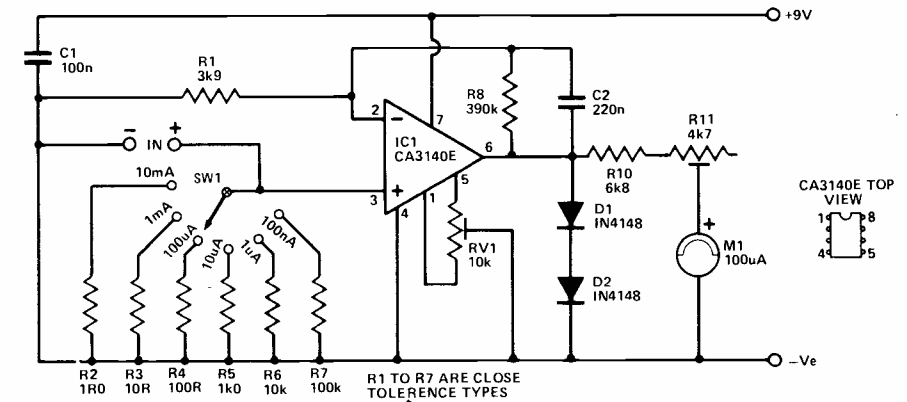 +9V
C1
100n
R1
3k9
R8
390k
C2
220n
R11
4k7
2
−
7
IC1
CA3140E
6
− IN +
+
3
4
1
5
R10
6k8
10mA
SW1
1mA
100uA
10uA
1uA
100nA
RV1
10k
D1
IN4148
D2
IN4148
+
M1
100uA
CA3140E TOP
VIEW
1
8
4
5
R2
1R0
R3
10R
R4
100R
R5
1k0
R6
10k
R7
100k
R1 TO R7 ARE CLOSE
TOLERENCE TYPES
−Ve